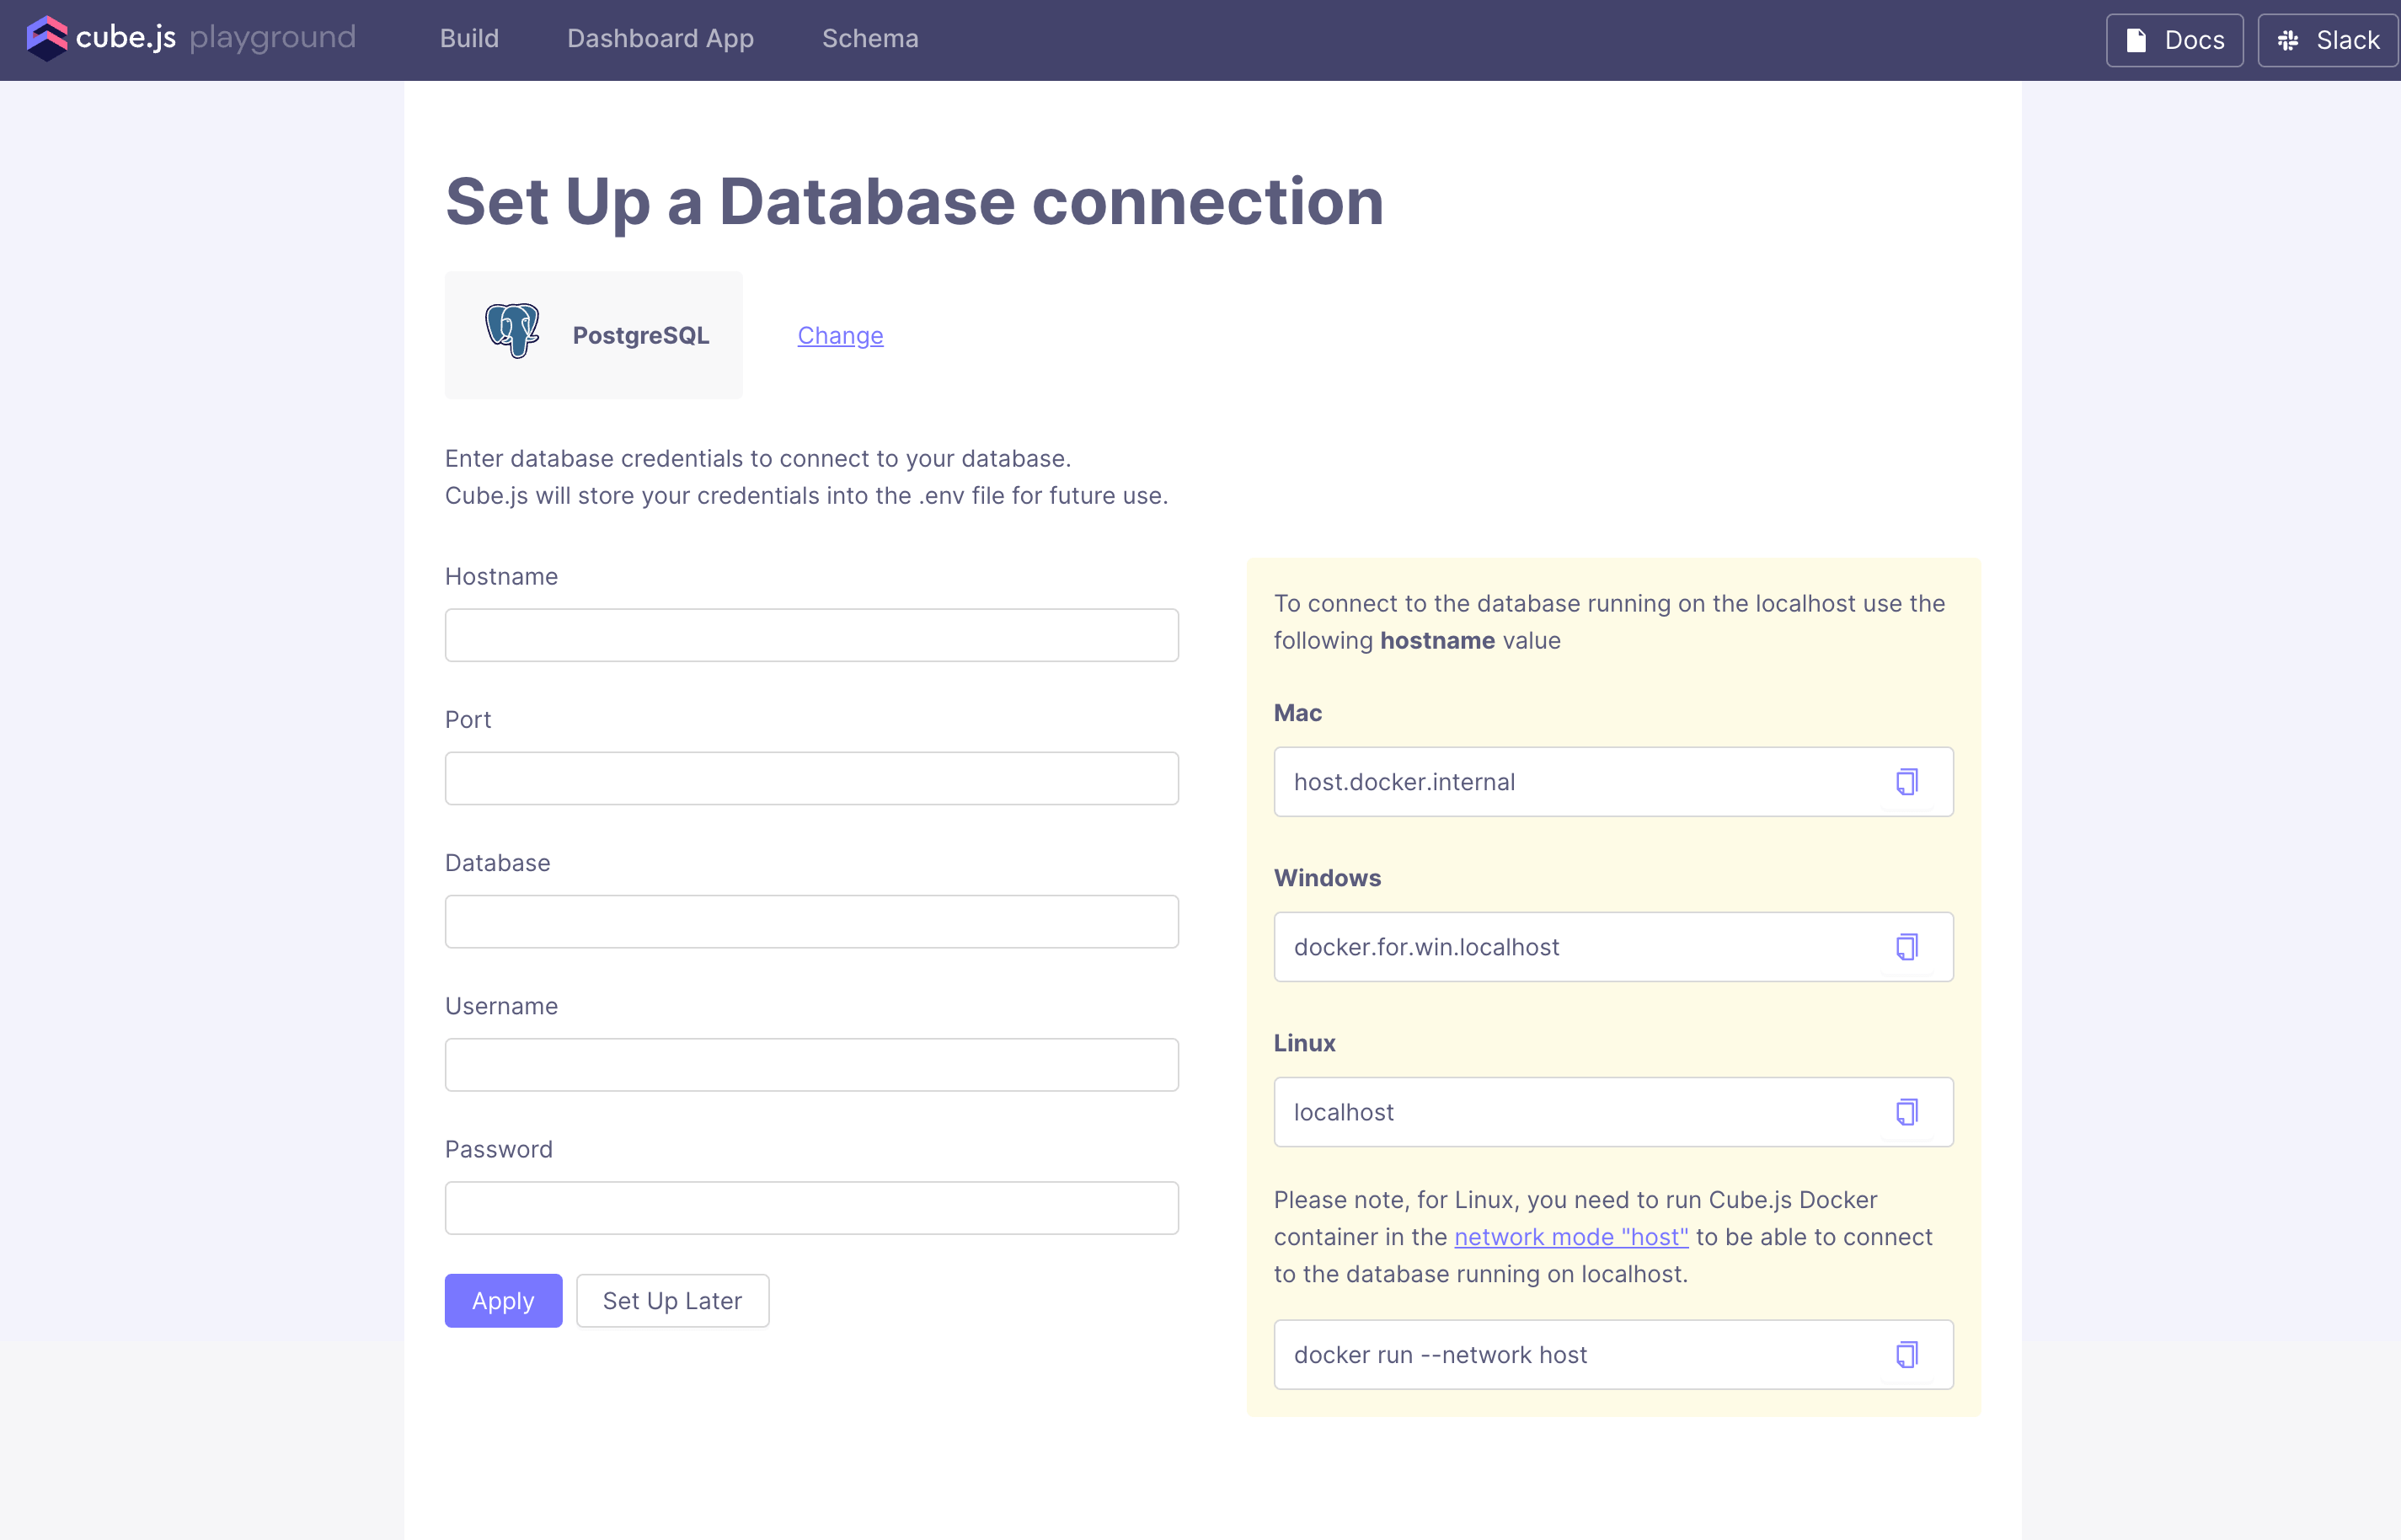 cube.js playground
Build
Dashboard App
Schema
Docs
Slack
Set Up a Database connection
PostgreSQL
Change
Enter database credentials to connect to your database.
Cube.js will store your credentials into the .env file for future use.
Hostname
Port
Database
Username
Password
Apply
Set Up Later
To connect to the database running on the localhost use the
following hostname value
Mac
host.docker.internal
Windows
docker.for.win.localhost
Linux
localhost
Please note, for Linux, you need to run Cube.js Docker
container in the network mode "host" to be able to connect
to the database running on localhost.
docker run --network host